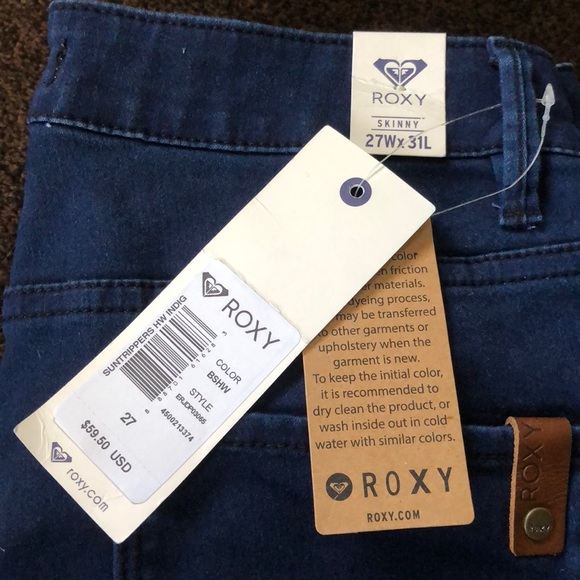 ROXY
SKINNY
27W x 31L
ROXY
SUNTRIPPERS HW INDIG
COLOR
BSHW
STYLE
ERJDP03065
4500213374
27
$59.50 USD
roxy.com
color
friction
materials.
dyeing process,
may be transferred
to other garments or
upholstery when the
garment is new.
To keep the initial color,
it is recommended to
dry clean the product, or
wash inside out in cold
water with similar colors.
ROXY
ROXY.COM
ROXY